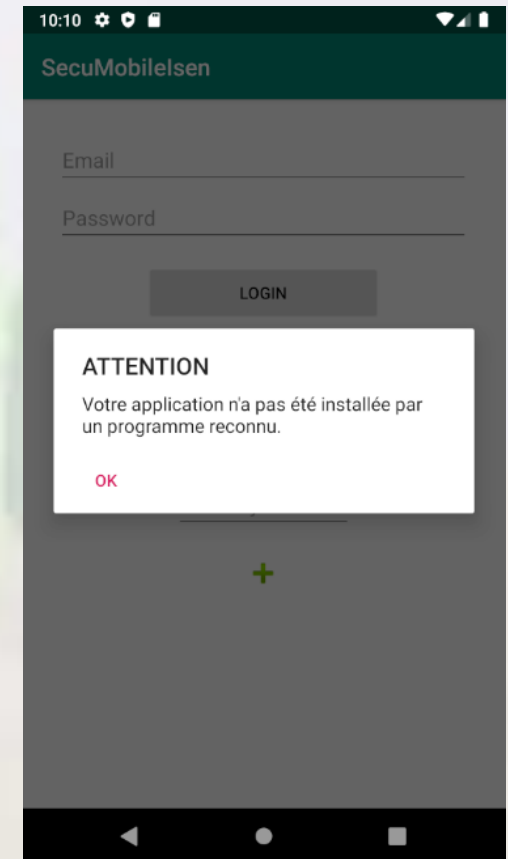 10:10
SecuMobileIsen
Email
Password
LOGIN
ATTENTION
Votre application n'a pas été installée par
un programme reconnu.
OK